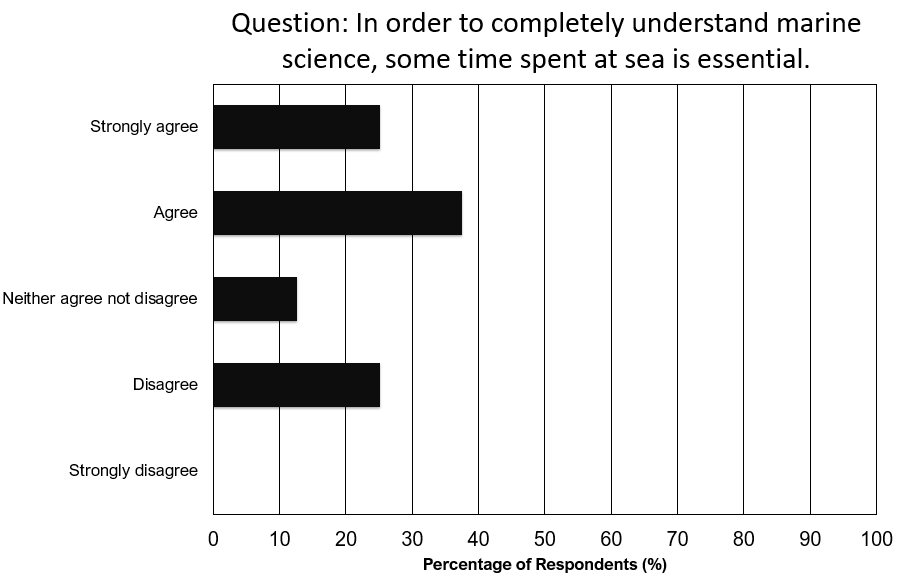 Question: In order to completely understand marine
science, some time spent at sea is essential.
Strongly agree
Agree
Neither agree not disagree
Disagree
Strongly disagree
0 10 20 30 40 50 60 70 80 90 100
Percentage of Respondents (%)